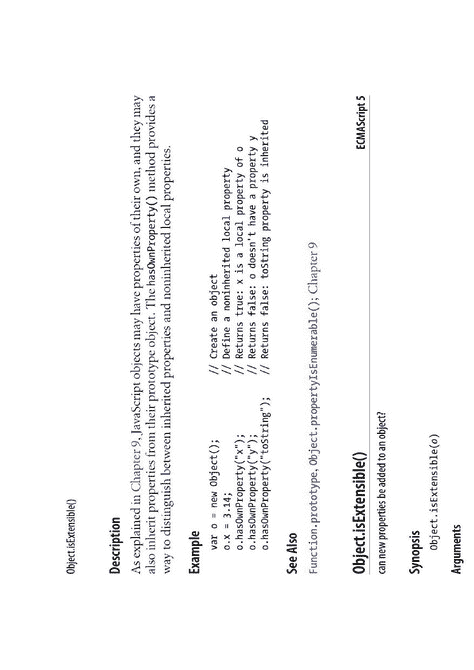 Object.isExtensible()
Description
As explained in Chapter 9, JavaScript objects may have properties of their own, and they may
also inherit properties from their prototype object. The hasOwnProperty() method provides a
way to distinguish between inherited properties and noninherited local properties.
Example
var o = new Object(); // Create an object
o.x = 3.14; // Define a noninherited local property
o.hasOwnProperty("x"); // Returns true: x is a local property of o
o.hasOwnProperty("y"); // Returns false: o doesn't have a property y
o.hasOwnProperty("toString"); // Returns false: toString property is inherited
See Also
Function.prototype, Object.propertyIsEnumerable(); Chapter 9
Object.isExtensible() ECMAScript 5
can new properties be added to an object?
Synopsis
Object.isExtensible(o)
Arguments